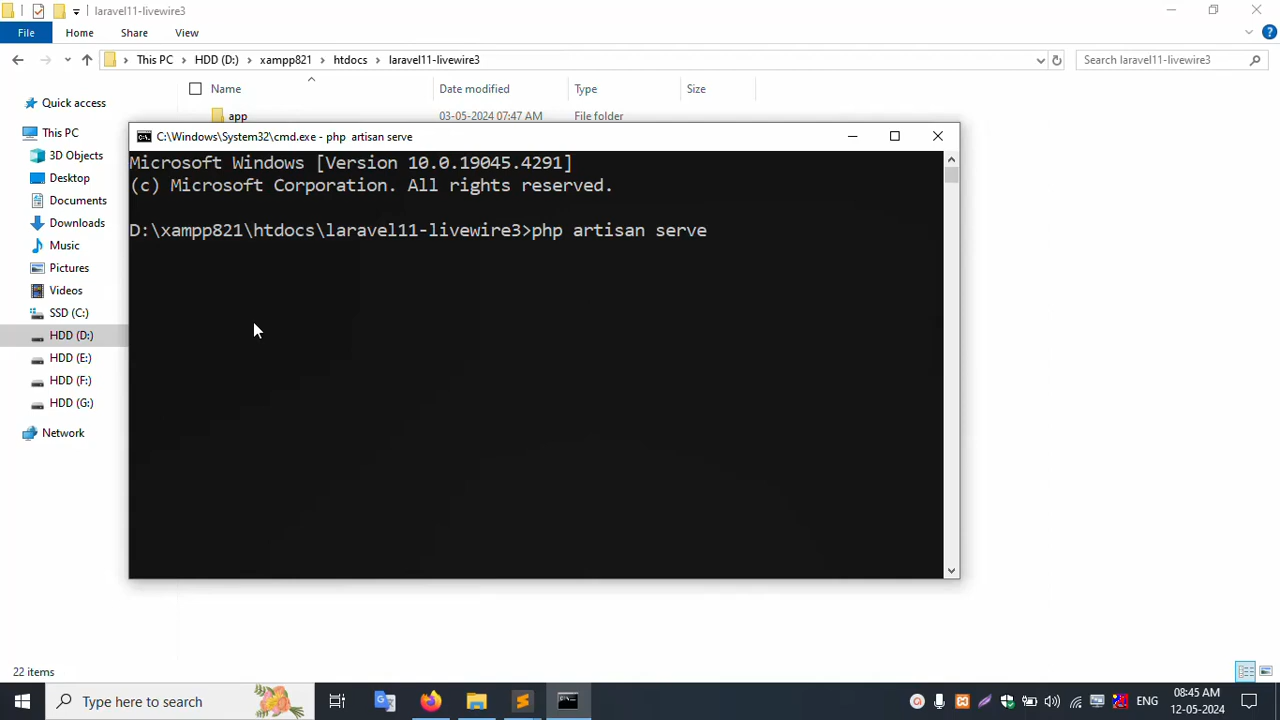 laravel11-livewire3
File
Home
Share
View
This PC
HDD (D:)
xampp821
htdocs
laravel11-livewire3
Search laravel11-livewire3
Name
Date modified
Type
Size
Quick access
app
03-05-2024 07:47 AM
File folder
This PC
3D Objects
Desktop
Documents
Downloads
Music
Pictures
Videos
SSD (C:)
HDD (D:)
HDD (E:)
HDD (F:)
HDD (G:)
Network
C:\Windows\System32\cmd.exe - php  artisan serve
Microsoft Windows [Version 10.0.19045.4291]
(c) Microsoft Corporation. All rights reserved.
D:\xampp821\htdocs\laravel11-livewire3>php artisan serve
22 items
Type here to search
ENG
08:45 AM
12-05-2024